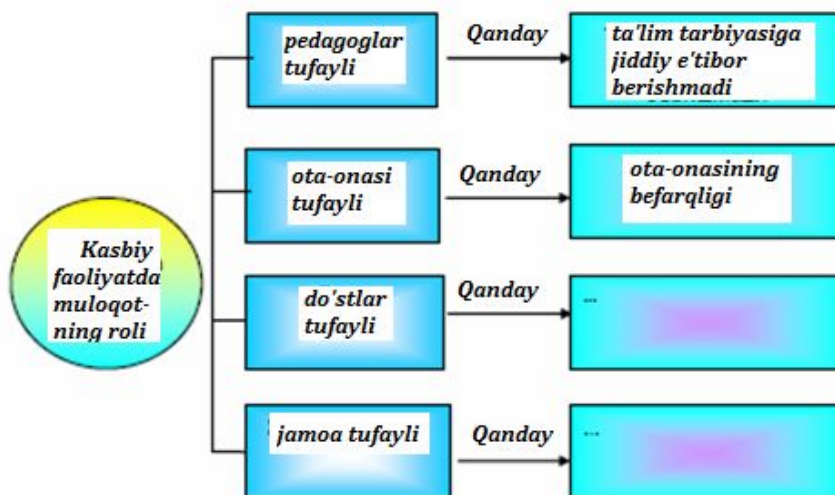 pedagoglar
tufayli
Qanday
ta'lim tarbiyasiga
jiddiy e'tibor
berishmadi
ota-onasi
tufayli
Qanday
ota-onasining
befarqligi
Kasbiy
faoliyatda
muloqot-
ning roli
do'stlar
tufayli
Qanday
...
jamoa tufayli
Qanday
...